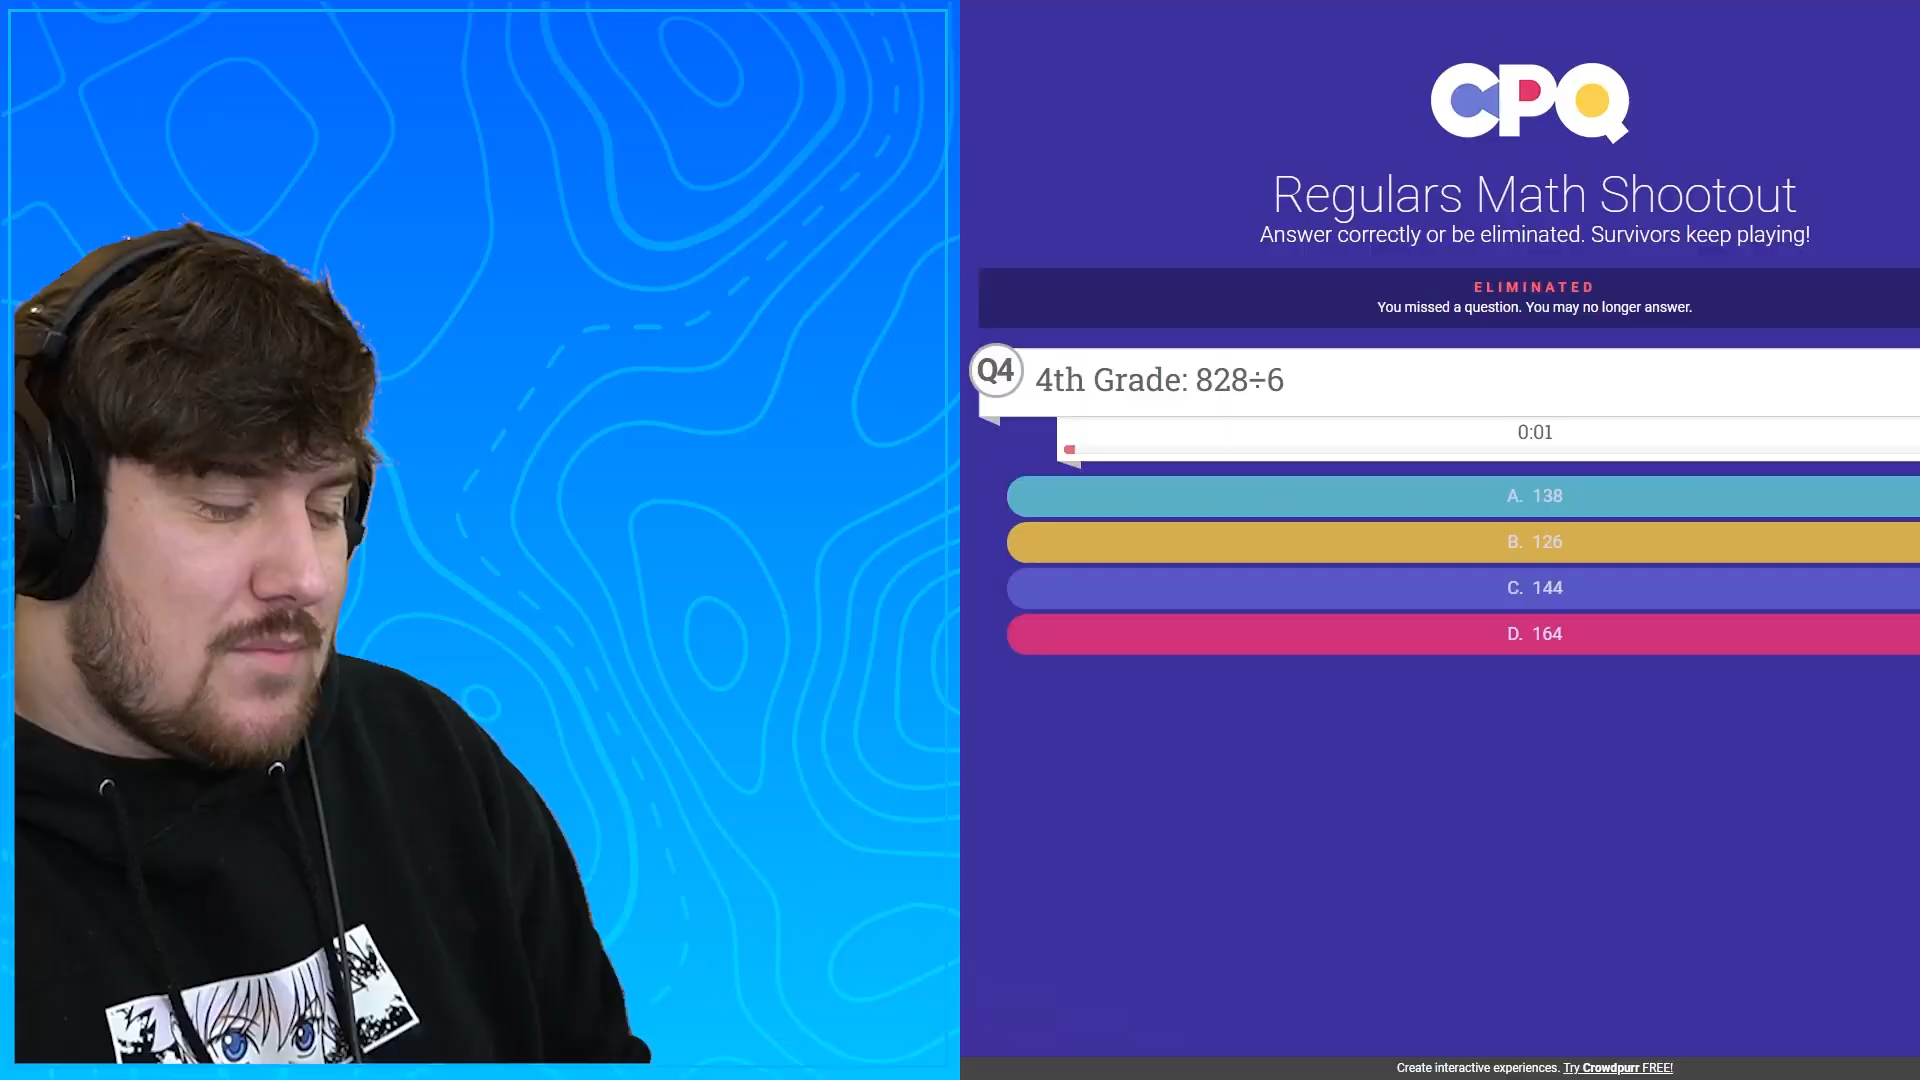 CPQ
Regulars Math Shootout
Answer correctly or be eliminated. Survivors keep playing!
ELIMINATED
You missed a question. You may no longer answer.
Q4
4th Grade: 828÷6
0:01
A. 138
B. 126
C. 144
D. 164
Create interactive experiences. Try Crowdpurr FREE!